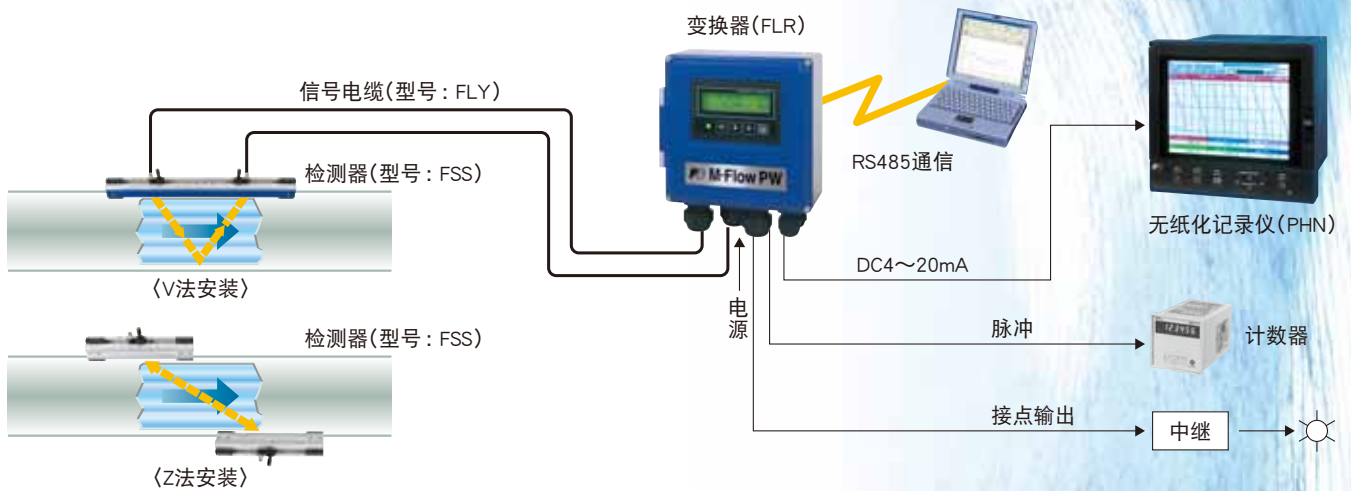 变换器(FLR)
信号电缆(型号：FLY)
M-Flow PW
RS485通信
检测器(型号：FSS)
无纸化记录仪(PHN)
DC4～20mA
〈V法安装〉
电源
123456
检测器(型号：FSS)
脉冲
计数器
接点输出
中继
〈Z法安装〉